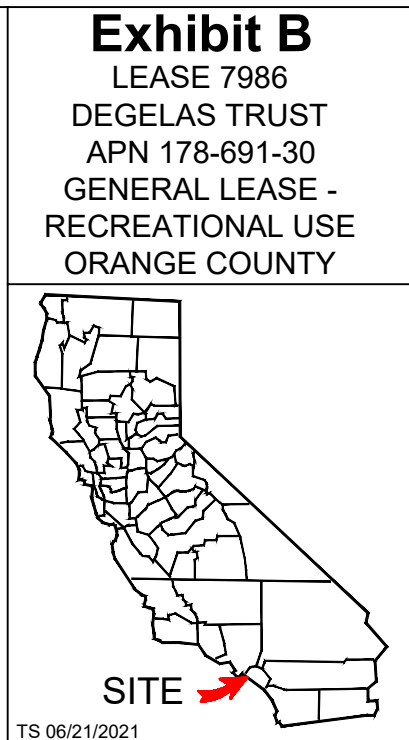 Exhibit B
LEASE 7986
DEGELAS TRUST
APN 178-691-30
GENERAL LEASE -
RECREATIONAL USE
ORANGE COUNTY
SITE
TS 06/21/2021